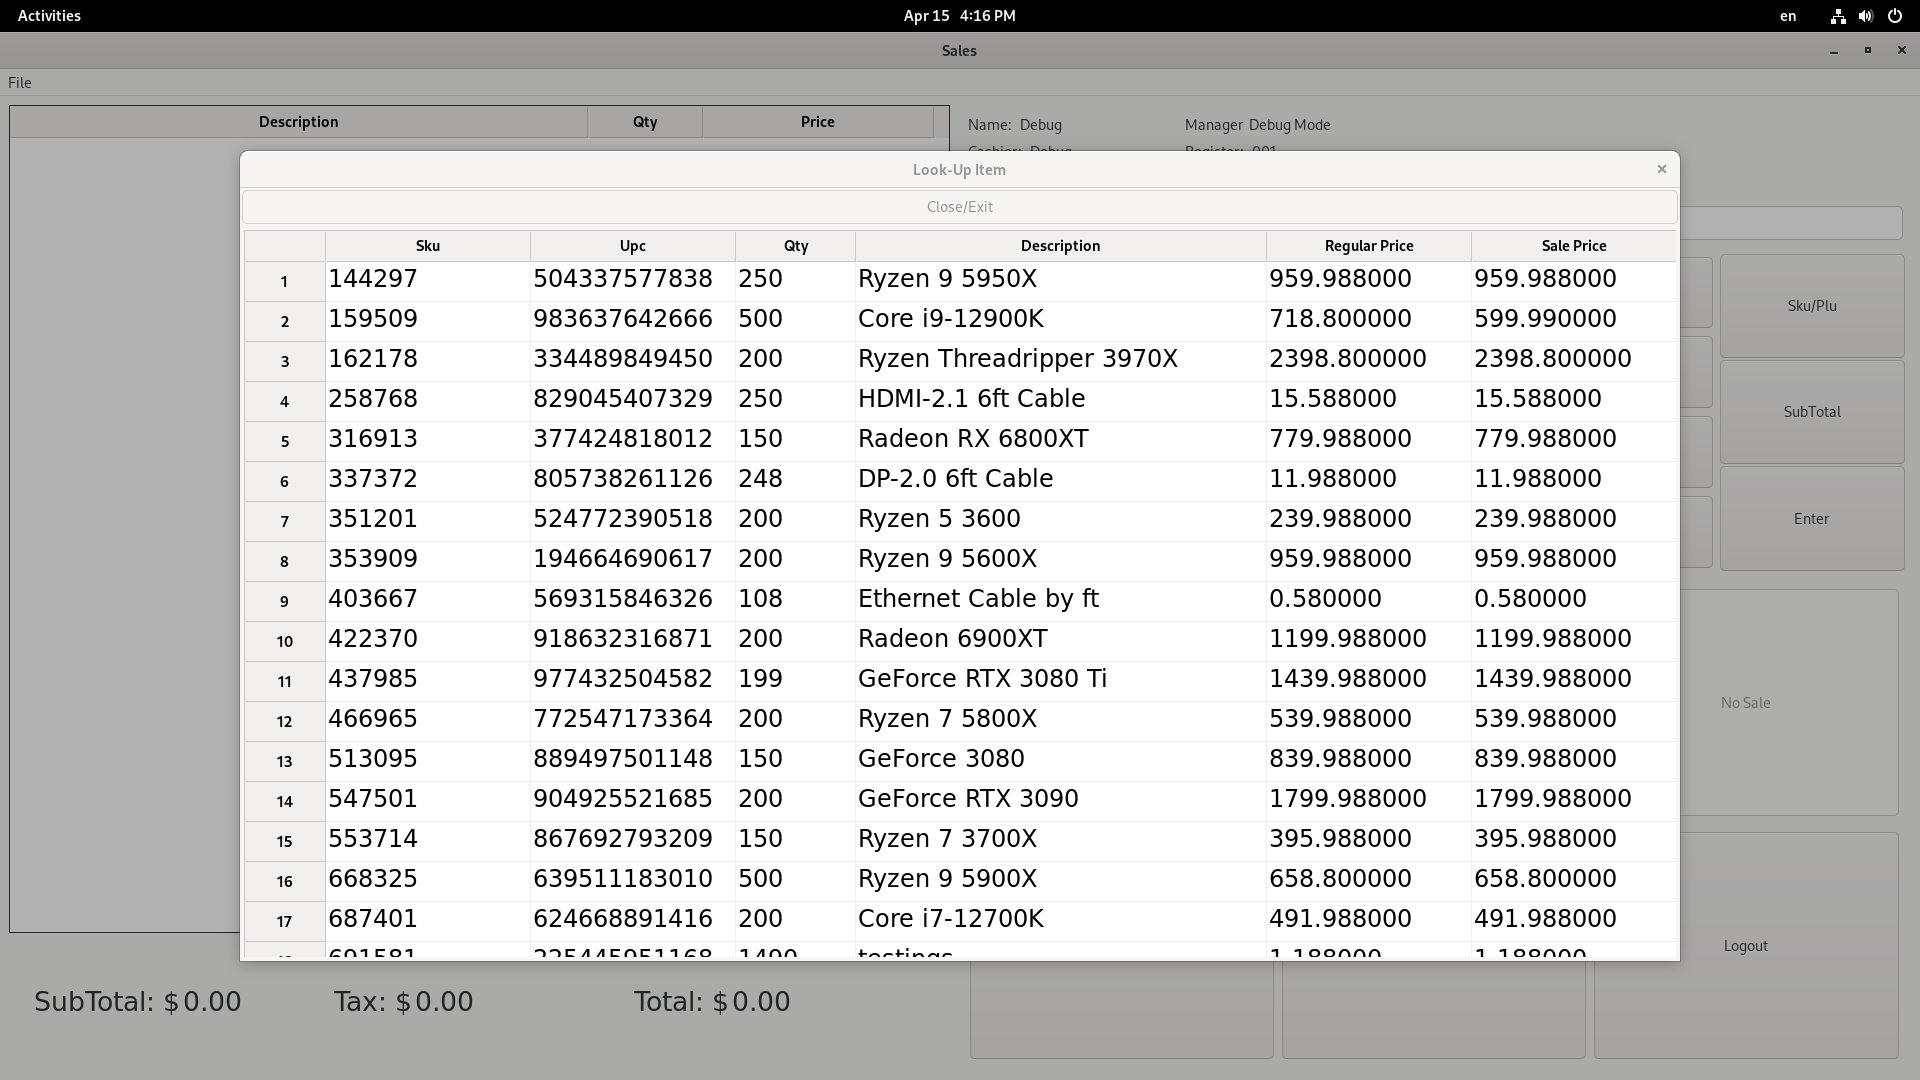 Activities Apr 15 4:16 PM en
Sales
File
Description Qty Price
Name: Debug Manager Debug Mode
Cashier: Debug Register: 001
Look-Up Item
Close/Exit
Sku Upc Qty Description Regular Price Sale Price
1 144297 504337577838 250 Ryzen 9 5950X 959.988000 959.988000
2 159509 983637642666 500 Core i9-12900K 718.800000 599.990000
3 162178 334489849450 200 Ryzen Threadripper 3970X 2398.800000 2398.800000
4 258768 829045407329 250 HDMI-2.1 6ft Cable 15.588000 15.588000
5 316913 377424818012 150 Radeon RX 6800XT 779.988000 779.988000
6 337372 805738261126 248 DP-2.0 6ft Cable 11.988000 11.988000
7 351201 524772390518 200 Ryzen 5 3600 239.988000 239.988000
8 353909 194664690617 200 Ryzen 9 5600X 959.988000 959.988000
9 403667 569315846326 108 Ethernet Cable by ft 0.580000 0.580000
10 422370 918632316871 200 Radeon 6900XT 1199.988000 1199.988000
11 437985 977432504582 199 GeForce RTX 3080 Ti 1439.988000 1439.988000
12 466965 772547173364 200 Ryzen 7 5800X 539.988000 539.988000
13 513095 889497501148 150 GeForce 3080 839.988000 839.988000
14 547501 904925521685 200 GeForce RTX 3090 1799.988000 1799.988000
15 553714 867692793209 150 Ryzen 7 3700X 395.988000 395.988000
16 668325 639511183010 500 Ryzen 9 5900X 658.800000 658.800000
17 687401 624668891416 200 Core i7-12700K 491.988000 491.988000
testings 1.188000 1.188000
Sku/Plu
SubTotal
Enter
No Sale
Logout
SubTotal: $ 0.00 Tax: $ 0.00 Total: $ 0.00